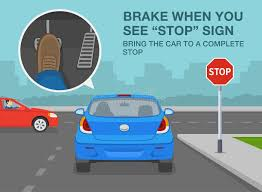 BRAKE WHEN YOU
SEE "STOP" SIGN
BRING THE CAR TO A COMPLETE
STOP
STOP